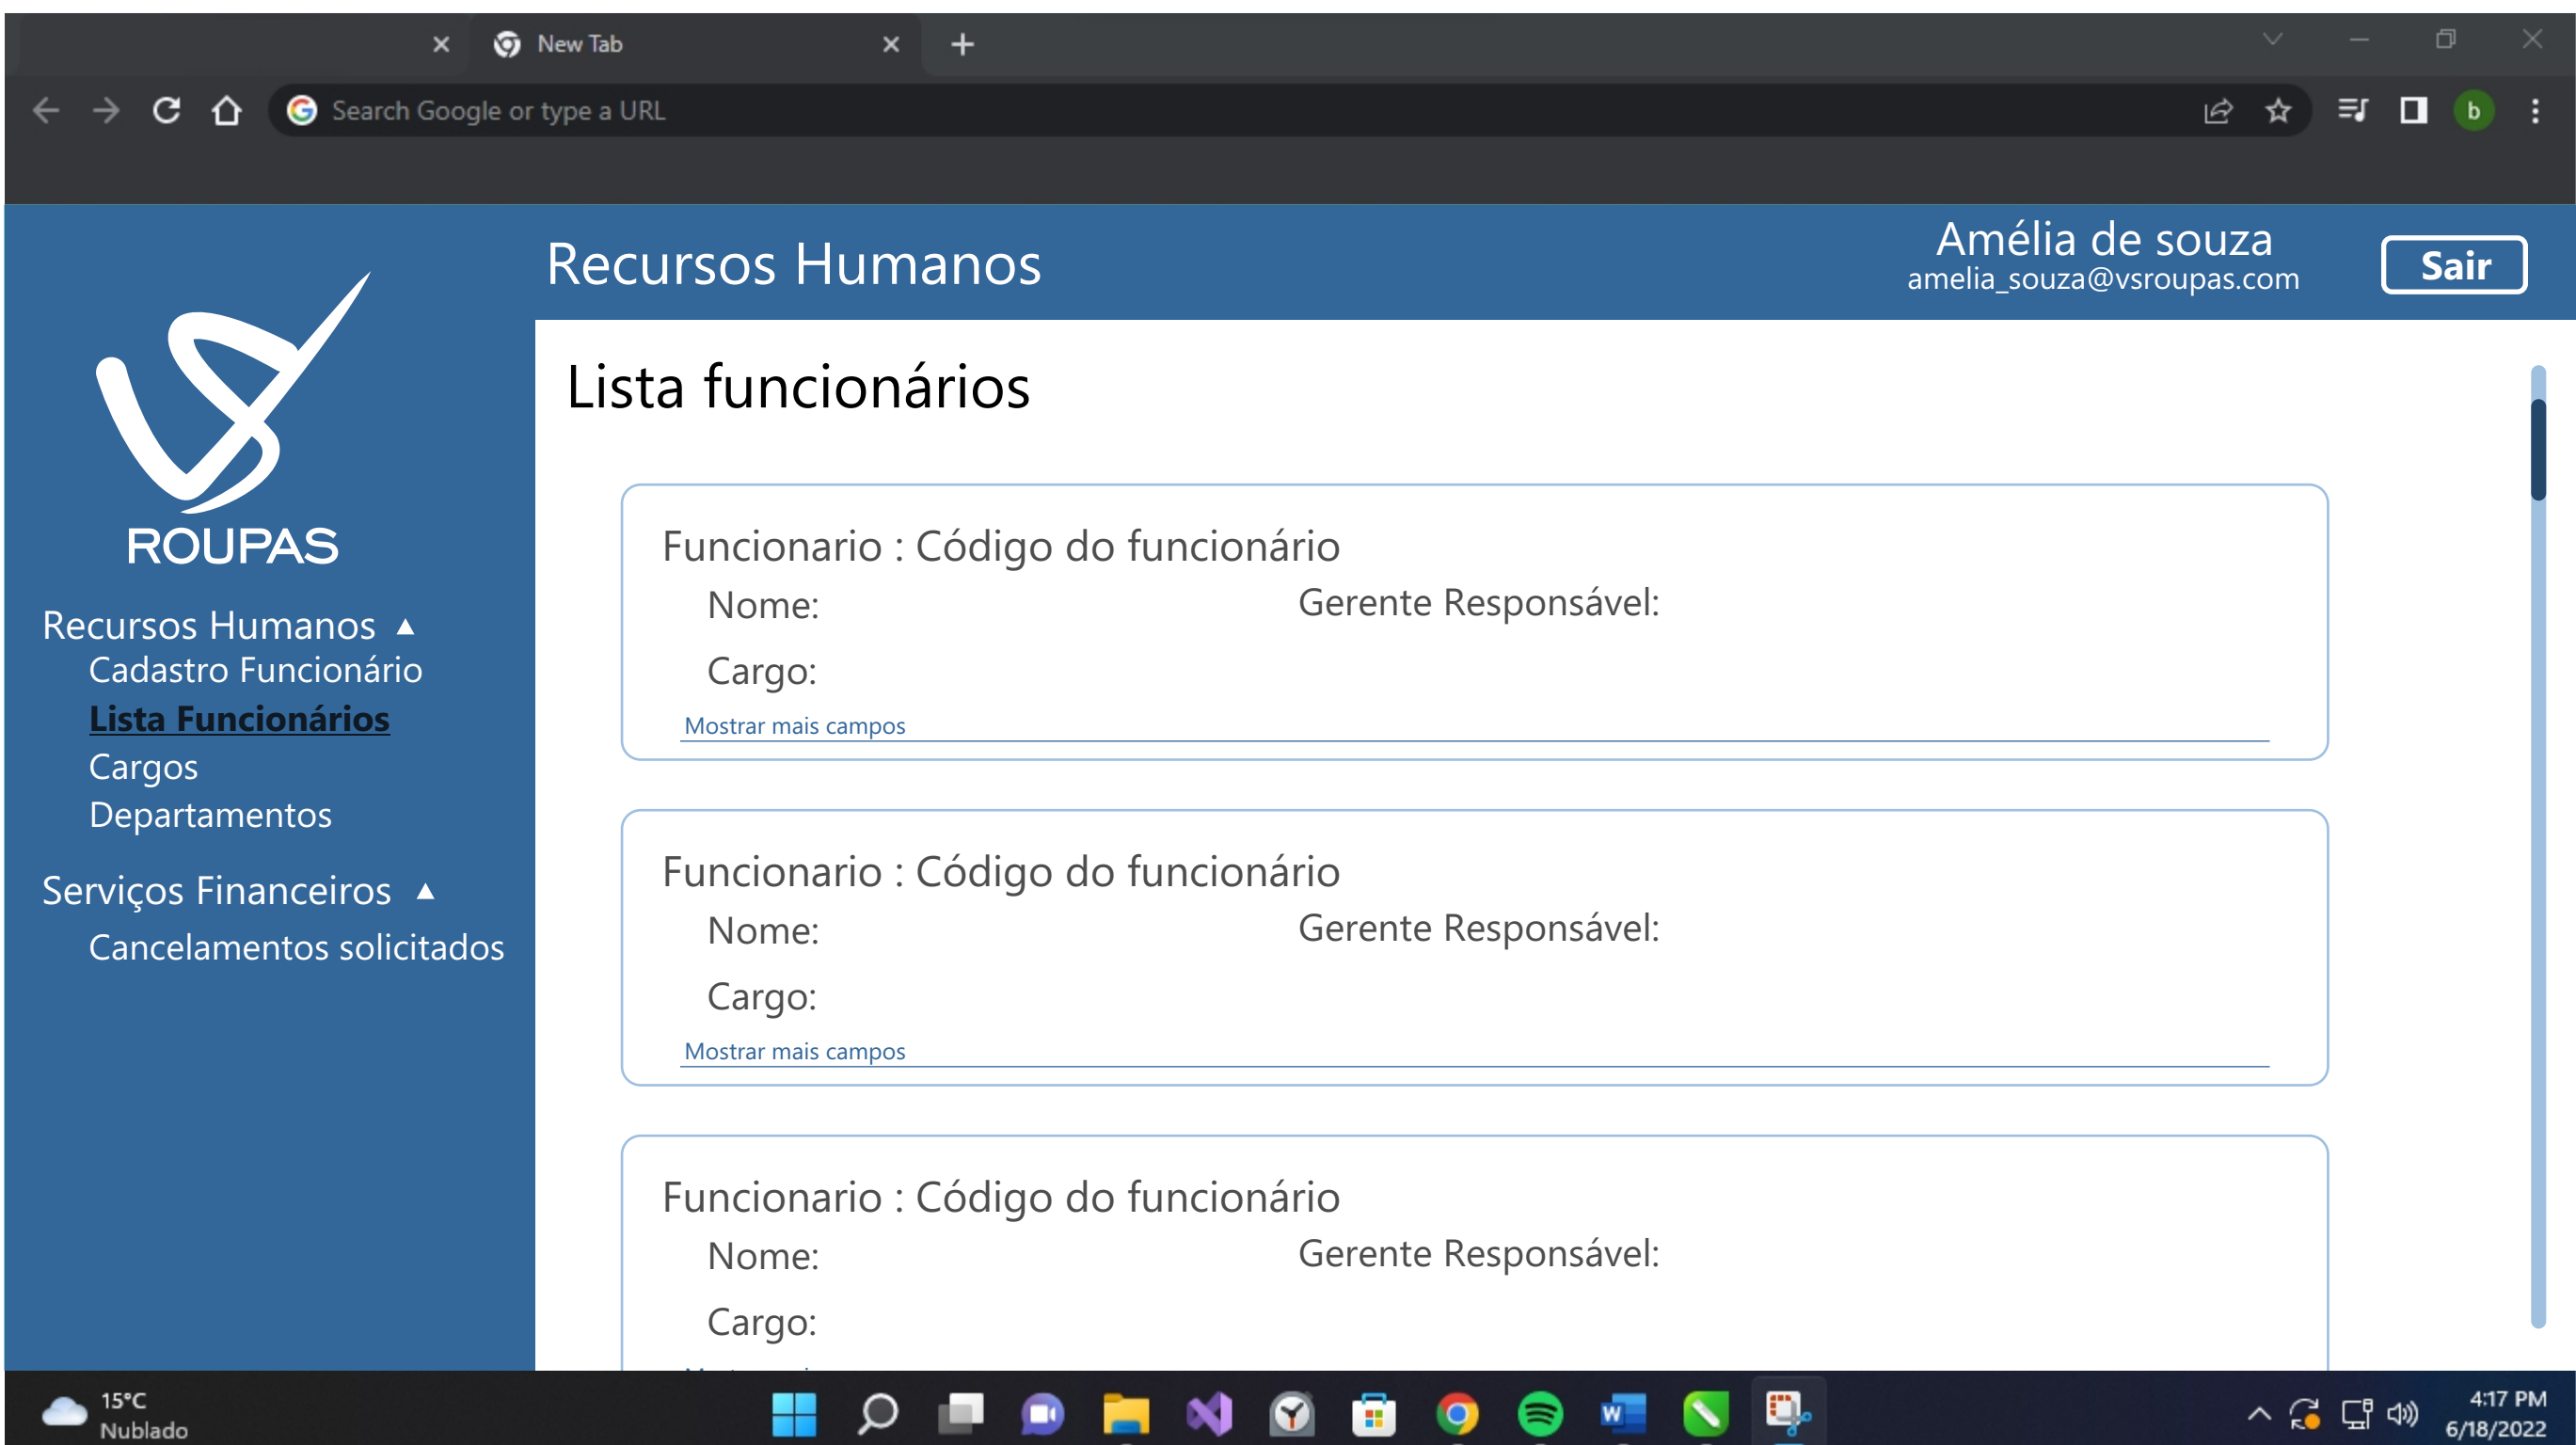 New Tab
Search Google or type a URL
b
Recursos Humanos
Amélia de souza
amelia_souza@vsroupas.com
Sair
VS
ROUPAS
Recursos Humanos
Cadastro Funcionário
Lista Funcionários
Cargos
Departamentos
Serviços Financeiros
Cancelamentos solicitados
Lista funcionários
Funcionario : Código do funcionário
Nome:
Gerente Responsável:
Cargo:
Mostrar mais campos
Funcionario : Código do funcionário
Nome:
Gerente Responsável:
Cargo:
Mostrar mais campos
Funcionario : Código do funcionário
Nome:
Gerente Responsável:
Cargo:
15°C
Nublado
W
4:17 PM
6/18/2022